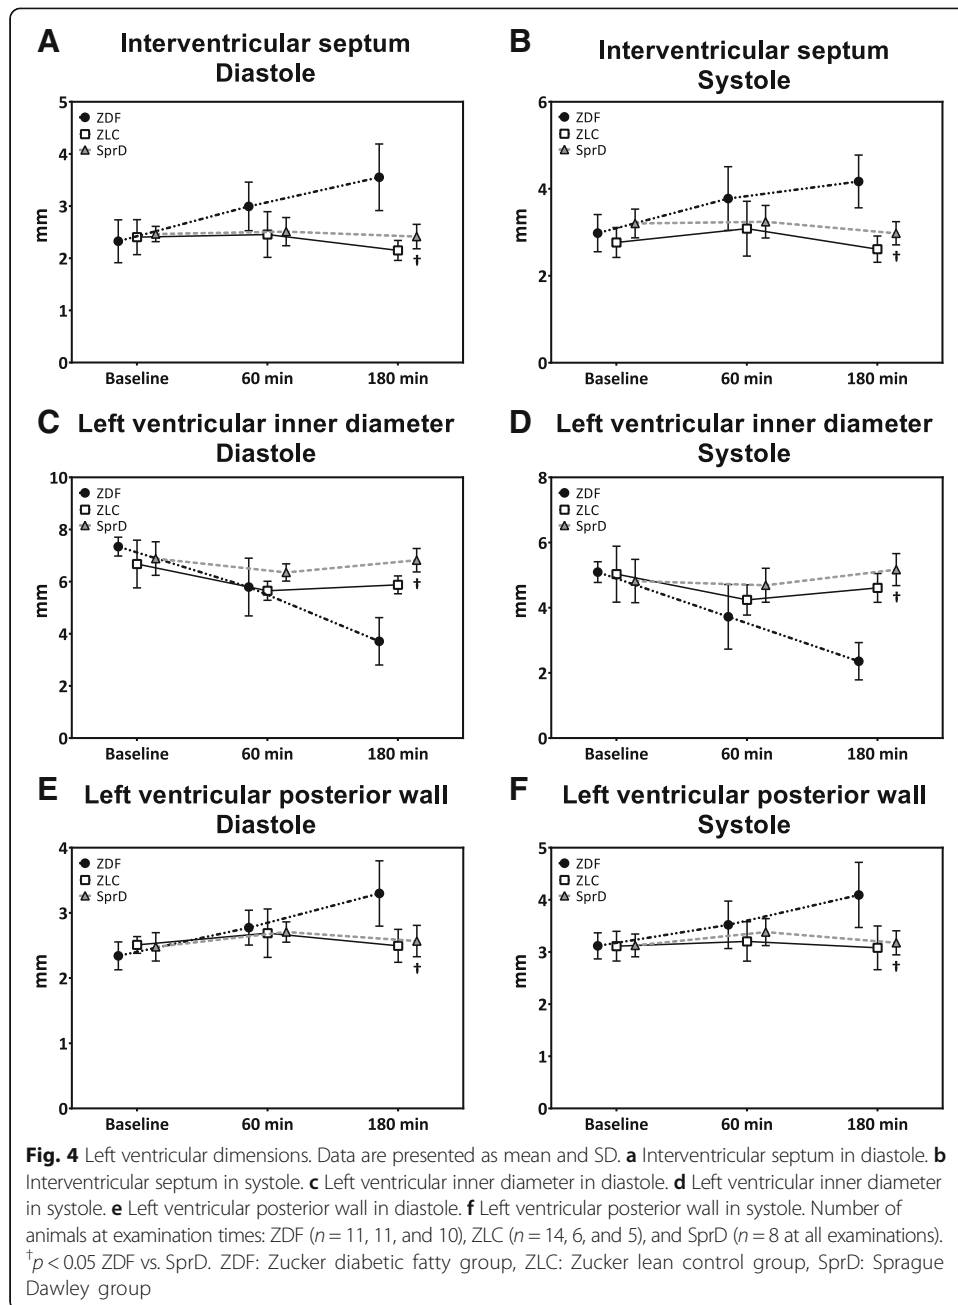 A Interventricular septum
Diastole
5
4
3
2
1
0
mm
ZDF
ZLC
SprD
†
Baseline 60 min 180 min
B Interventricular septum
Systole
6
4
2
0
mm
ZDF
ZLC
SprD
†
Baseline 60 min 180 min
C Left ventricular inner diameter
Diastole
10
8
6
4
2
0
mm
ZDF
ZLC
SprD
†
Baseline 60 min 180 min
D Left ventricular inner diameter
Systole
8
6
4
2
0
mm
ZDF
ZLC
SprD
†
Baseline 60 min 180 min
E Left ventricular posterior wall
Diastole
4
3
2
1
0
mm
ZDF
ZLC
SprD
†
Baseline 60 min 180 min
F Left ventricular posterior wall
Systole
5
4
3
2
1
0
mm
ZDF
ZLC
SprD
†
Baseline 60 min 180 min
Fig. 4 Left ventricular dimensions. Data are presented as mean and SD. a Interventricular septum in diastole. b
Interventricular septum in systole. c Left ventricular inner diameter in diastole. d Left ventricular inner diameter
in systole. e Left ventricular posterior wall in diastole. f Left ventricular posterior wall in systole. Number of
animals at examination times: ZDF (n = 11, 11, and 10), ZLC (n = 14, 6, and 5), and SprD (n = 8 at all examinations).
†p < 0.05 ZDF vs. SprD. ZDF: Zucker diabetic fatty group, ZLC: Zucker lean control group, SprD: Sprague
Dawley group